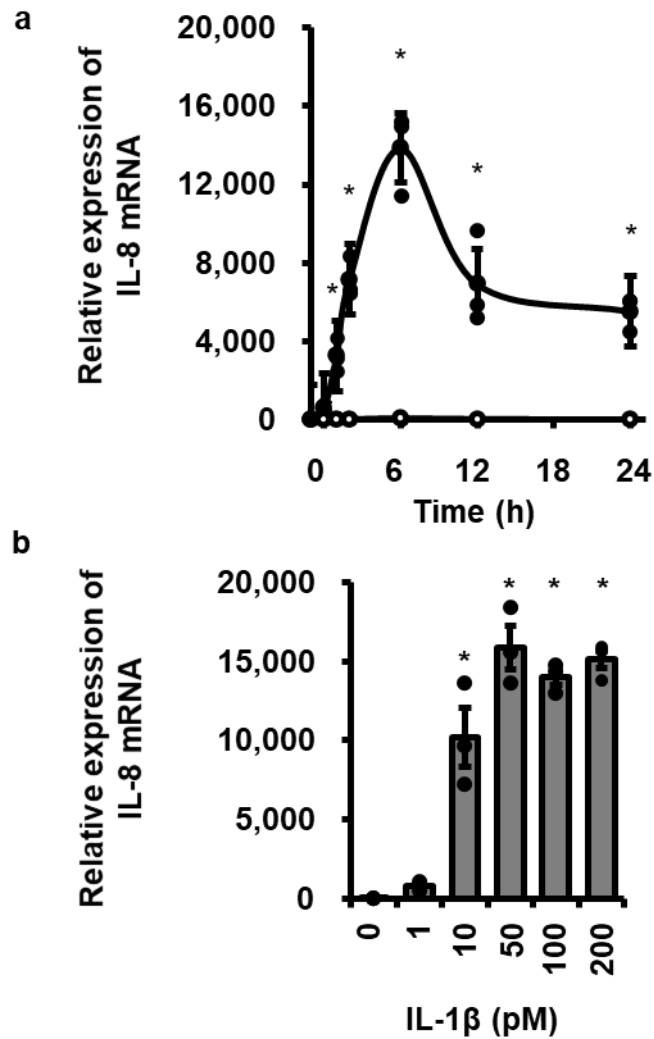 a
Relative expression of
IL-8 mRNA
20,000
16,000
12,000
8,000
4,000
0
* * * * *
0 6 12 18 24
Time (h)
b
Relative expression of
IL-8 mRNA
20,000
15,000
10,000
5,000
0
* * * *
0 1 10 50 100 200
IL-1β (pM)